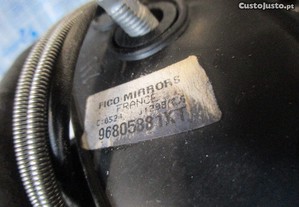 CustoJusto.pt
FICO MIRRORS
FRANCE
96805881XT